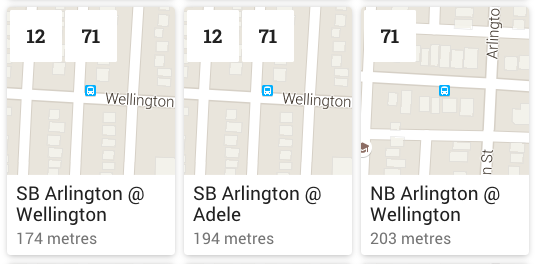 12 71
Wellington
SB Arlington @
Wellington
174 metres
12 71
Wellington
SB Arlington @
Adele
194 metres
71
Arlingto
n St
NB Arlington @
Wellington
203 metres